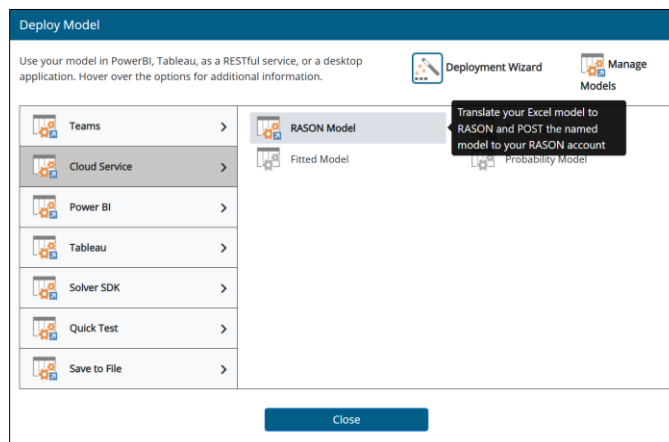 Deploy Model
Use your model in PowerBI, Tableau, as a RESTful service, or a desktop
application. Hover over the options for additional information.
Deployment Wizard
Manage
Models
Teams
Cloud Service
Power BI
Tableau
Solver SDK
Quick Test
Save to File
RASON Model
Translate your Excel model to
RASON and POST the named
model to your RASON account
Fitted Model
Probability Model
Close